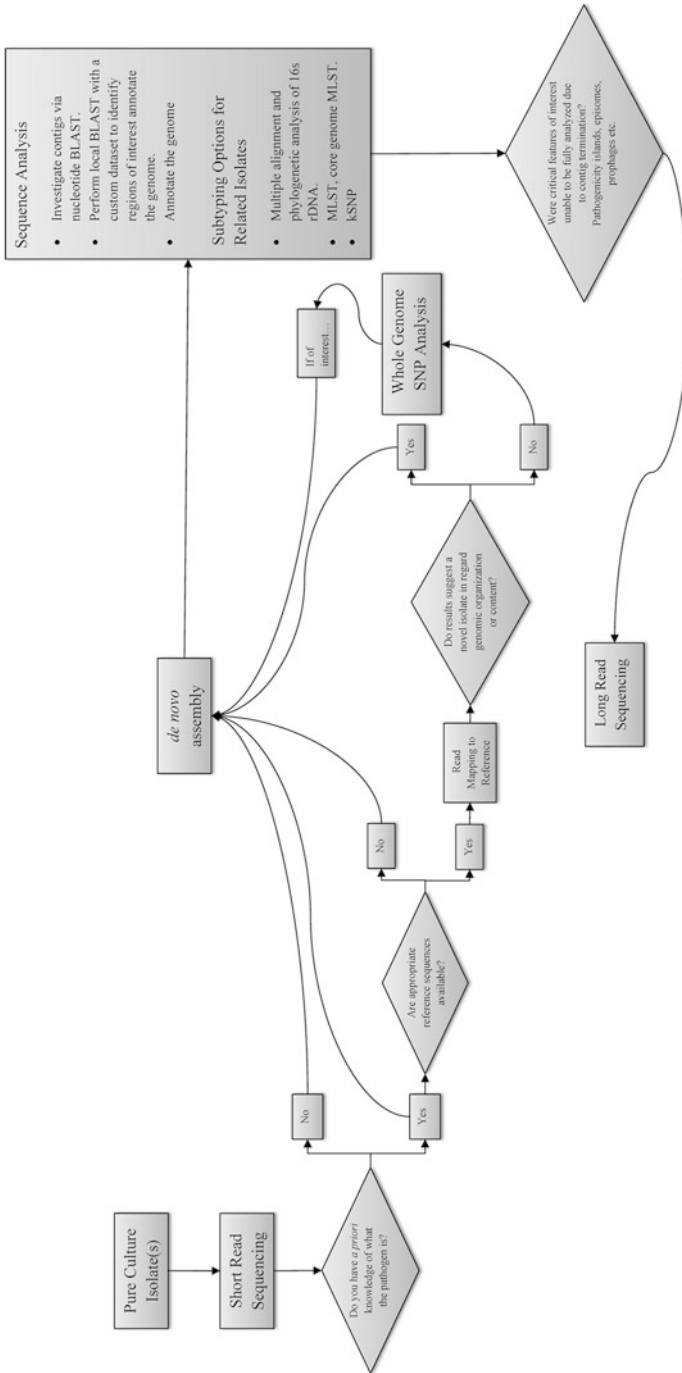 Pure Culture
Isolate(s)
Short Read
Sequencing
Do you have a priori
knowledge of what
the pathogen is?
No
Yes
Are appropriate
reference sequences
available?
No
Yes
Read
Mapping to
Reference
Do results suggest a
novel isolate in regard
genomic organization
or content?
Yes
No
Whole Genome
SNP Analysis
If of
interest...
de novo
assembly
Sequence Analysis
• Investigate contigs via
nucleotide BLAST.
• Perform local BLAST with a
custom dataset to identify
regions of interest annotate
the genome.
• Annotate the genome
Subtyping Options for
Related Isolates
• Multiple alignment and
phylogenetic analysis of 16s
rDNA.
• MLST, core genome MLST.
• kSNP
Were critical features of interest
unable to be fully analyzed due
to contig termination?
Pathogenicity islands, episomes,
prophages etc.
Long Read
Sequencing